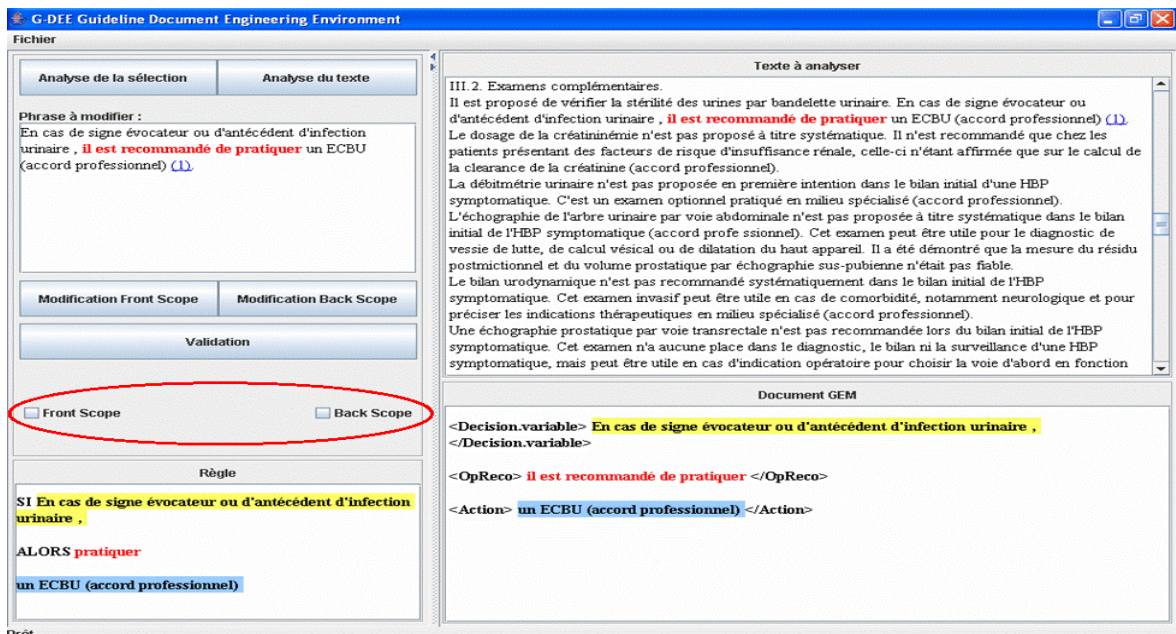 G-DEE Guideline Document Engineering Environment
Fichier
Analyse de la sélection
Analyse du texte
Phrase à modifier :
En cas de signe évocateur ou d'antécédent d'infection
urinaire , il est recommandé de pratiquer un ECBU
(accord professionnel) (1).
Modification Front Scope
Modification Back Scope
Validation
Front Scope
Back Scope
Règle
SI En cas de signe évocateur ou d'antécédent d'infection
urinaire ,
ALORS pratiquer
un ECBU (accord professionnel)
Texte à analyser
III.2. Examens complémentaires.
Il est proposé de vérifier la stérilité des urines par bandelette urinaire. En cas de signe évocateur ou
d'antécédent d'infection urinaire , il est recommandé de pratiquer un ECBU (accord professionnel) (1).
Le dosage de la créatininémie n'est pas proposé à titre systématique. Il n'est recommandé que chez les
patients présentant des facteurs de risque d'insuffisance rénale, celle-ci n'étant affirmée que sur le calcul de
la clearance de la créatinine (accord professionnel).
La débitmétrie urinaire n'est pas proposée en première intention dans le bilan initial d'une HBP
symptomatique. C'est un examen optionnel pratiqué en milieu spécialisé (accord professionnel).
L'échographie de l'arbre urinaire par voie abdominale n'est pas proposée à titre systématique dans le bilan
initial de l'HBP symptomatique (accord profe ssionnel). Cet examen peut être utile pour le diagnostic de
vessie de lutte, de calcul vésical ou de dilatation du haut appareil. Il a été démontré que la mesure du résidu
postmictionnel et du volume prostatique par échographie sus-pubienne n'était pas fiable.
Le bilan urodynamique n'est pas recommandé systématiquement dans le bilan initial de l'HBP
symptomatique. Cet examen invasif peut être utile en cas de comorbidité, notamment neurologique et pour
préciser les indications thérapeutiques en milieu spécialisé (accord professionnel).
Une échographie prostatique par voie transrectale n'est pas recommandée lors du bilan initial de l'HBP
symptomatique. Cet examen n'a aucune place dans le diagnostic, le bilan ni la surveillance d'une HBP
symptomatique, mais peut être utile en cas d'indication opératoire pour choisir la voie d'abord en fonction
Document GEM
<Decision.variable> En cas de signe évocateur ou d'antécédent d'infection urinaire ,
</Decision.variable>
<OpReco> il est recommandé de pratiquer </OpReco>
<Action> un ECBU (accord professionnel) </Action>
Prêt